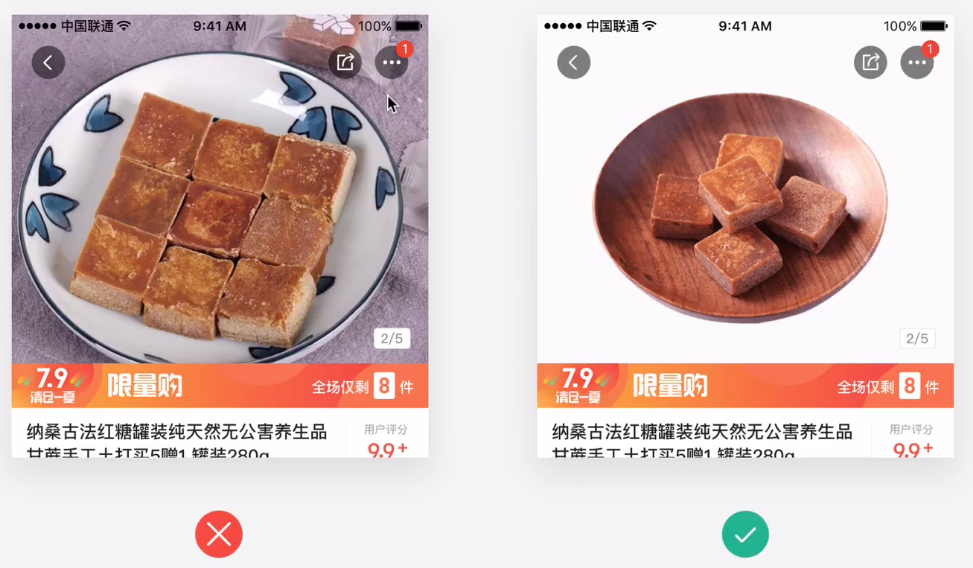 中国联通 9:41 AM 100%
1
2/5
7.9
清仓一夏
限量购
全场仅剩 8 件
纳桑古法红糖罐装纯天然无公害养生品
甘蔗手工土打买5赠1 罐装280g
用户评分
9.9+
中国联通 9:41 AM 100%
1
2/5
7.9
清仓一夏
限量购
全场仅剩 8 件
纳桑古法红糖罐装纯天然无公害养生品
甘蔗手工土打买5赠1 罐装280g
用户评分
9.9+